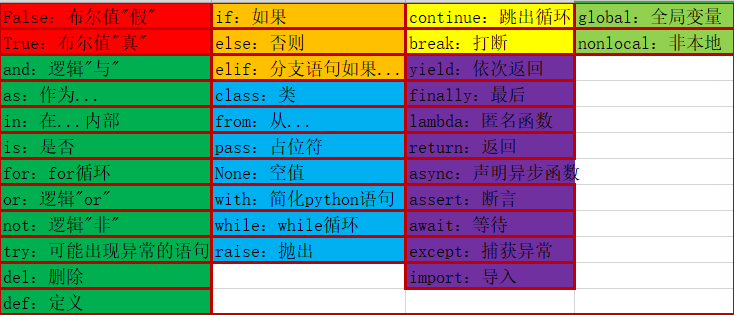 False：布尔值"假"
True：布尔值"真"
and：逻辑"与"
as：作为...
in：在...内部
is：是否
for：for循环
or：逻辑"or"
not：逻辑"非"
try：可能出现异常的语句
del：删除
def：定义
if：如果
else：否则
elif：分支语句如果...
class：类
from：从...
pass：占位符
None：空值
with：简化python语句
while：while循环
raise：抛出
continue：跳出循环
break：打断
yield：依次返回
finally：最后
lambda：匿名函数
return：返回
async：声明异步函数
assert：断言
await：等待
except：捕获异常
import：导入
global：全局变量
nonlocal：非本地